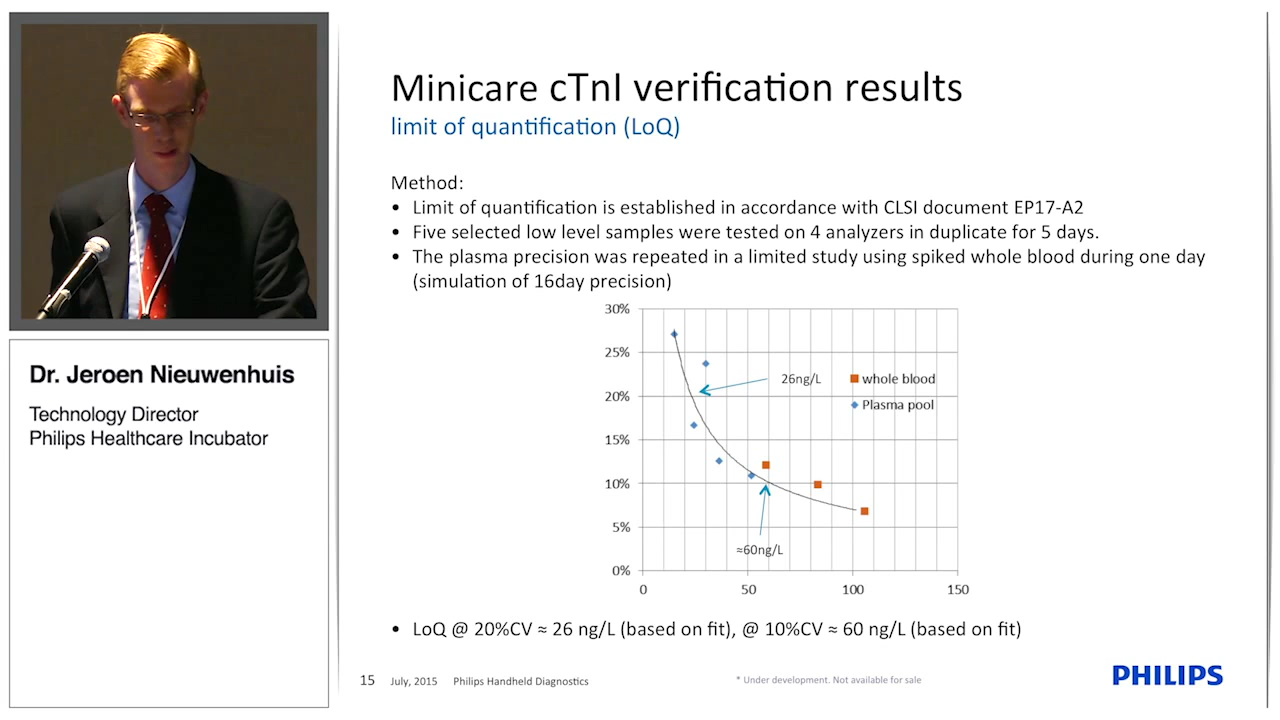 Minicare cTnI verification results
limit of quantification (LoQ)
Method:
• Limit of quantification is established in accordance with CLSI document EP17-A2
• Five selected low level samples were tested on 4 analyzers in duplicate for 5 days.
• The plasma precision was repeated in a limited study using spiked whole blood during one day
(simulation of 16day precision)
30%
25%
20%
15%
10%
5%
0%
0 50 100 150
26ng/L
≈60ng/L
whole blood
Plasma pool
• LoQ @ 20%CV ≈ 26 ng/L (based on fit), @ 10%CV ≈ 60 ng/L (based on fit)
15 July, 2015 Philips Handheld Diagnostics
* Under development. Not available for sale
PHILIPS
Dr. Jeroen Nieuwenhuis
Technology Director
Philips Healthcare Incubator